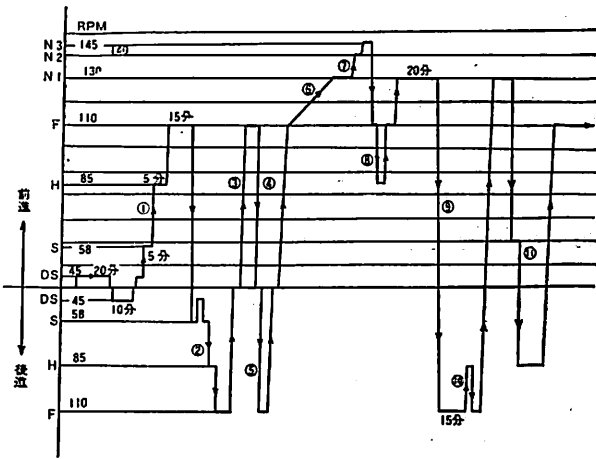 RPM
N3 145
N2 140
N1 130
20分
⑦
⑥
15分
F 110
⑧
5分
③
④
H 85
①
⑨
前進
S 58
5分
⑪
DS 45 20分
DS 45 10分
S 58
②
後進
H 85
⑤
⑩
F 110
15分